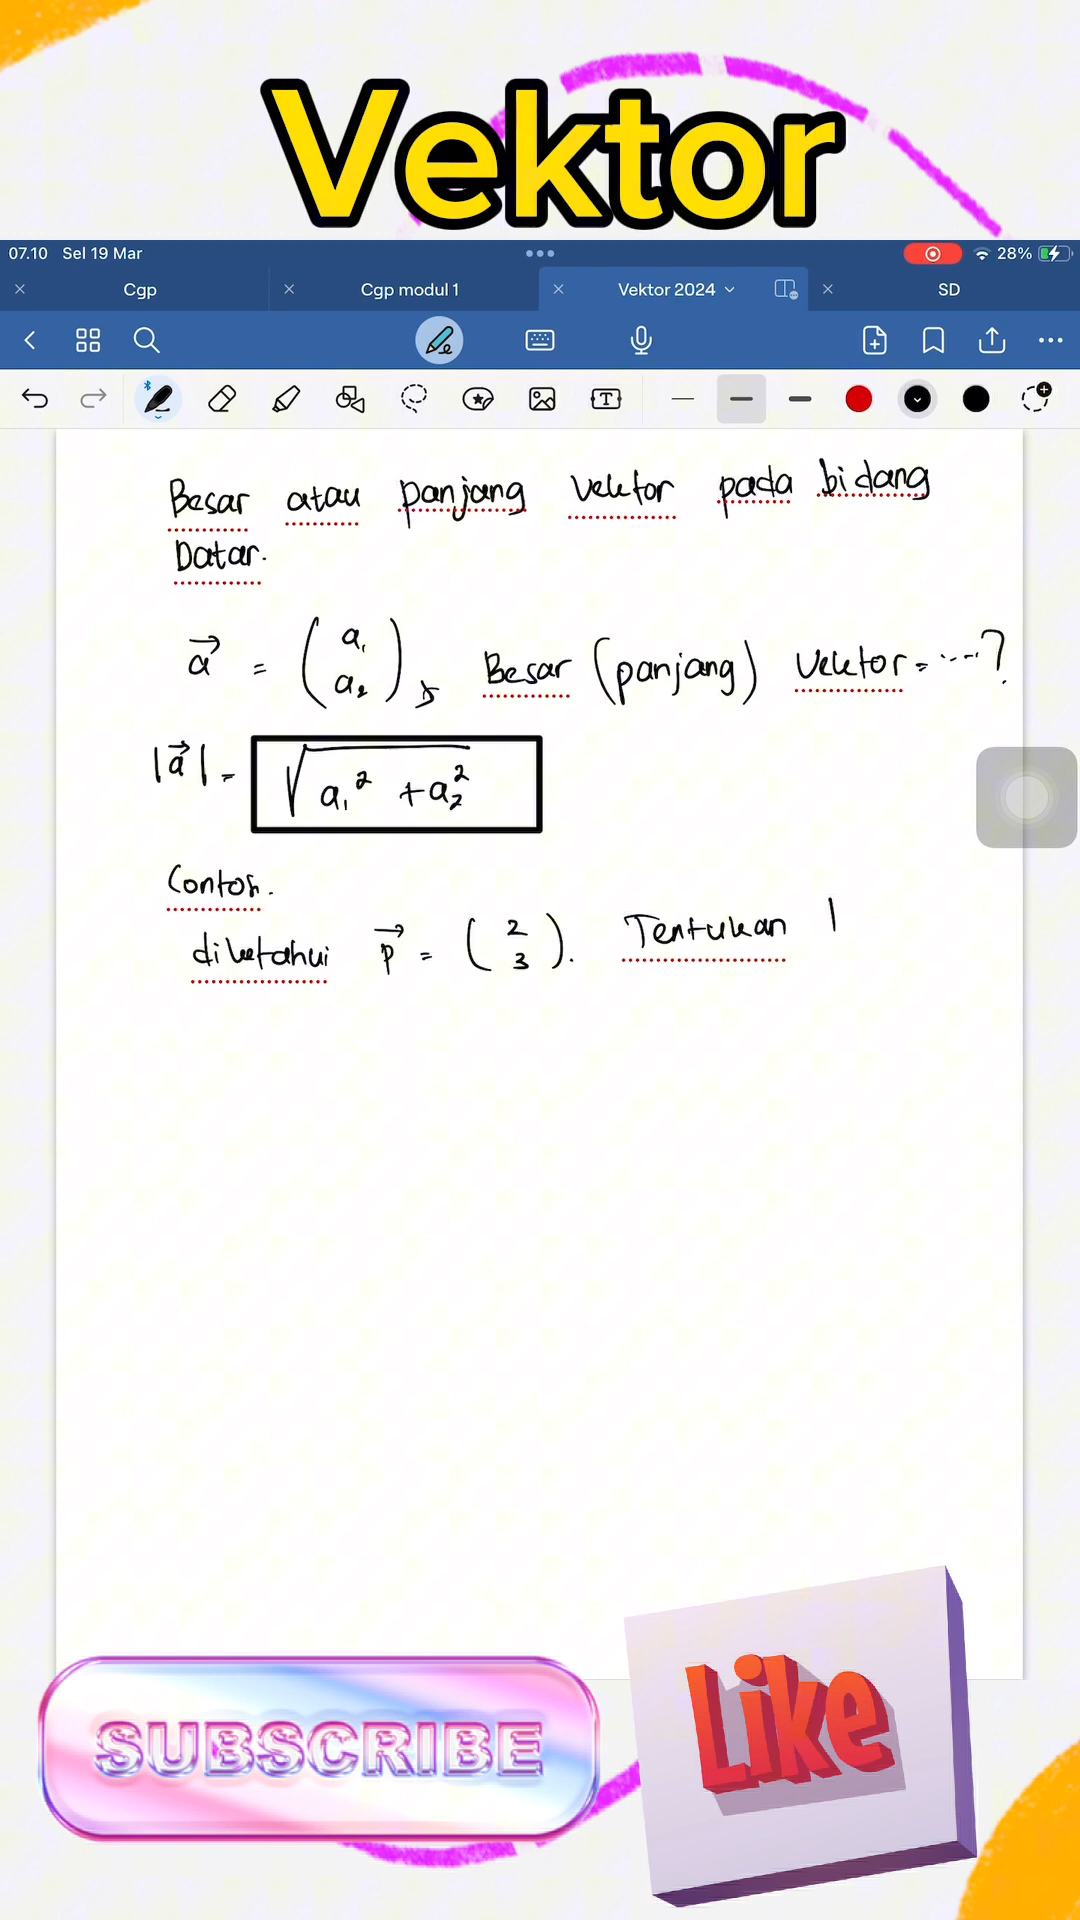 Vektor
07.10 Sel 19 Mar 28%
Cgp Cgp modul 1 Vektor 2024 SD
Besar atau panjang vektor pada bidang
Datar.
a⃗ = (a₁ a₂), Besar (panjang) vektor = ....?
|a⃗| = √a₁² + a₂²
Contoh.
diketahui p⃗ = (2 3). Tentukan |
SUBSCRIBE
Like